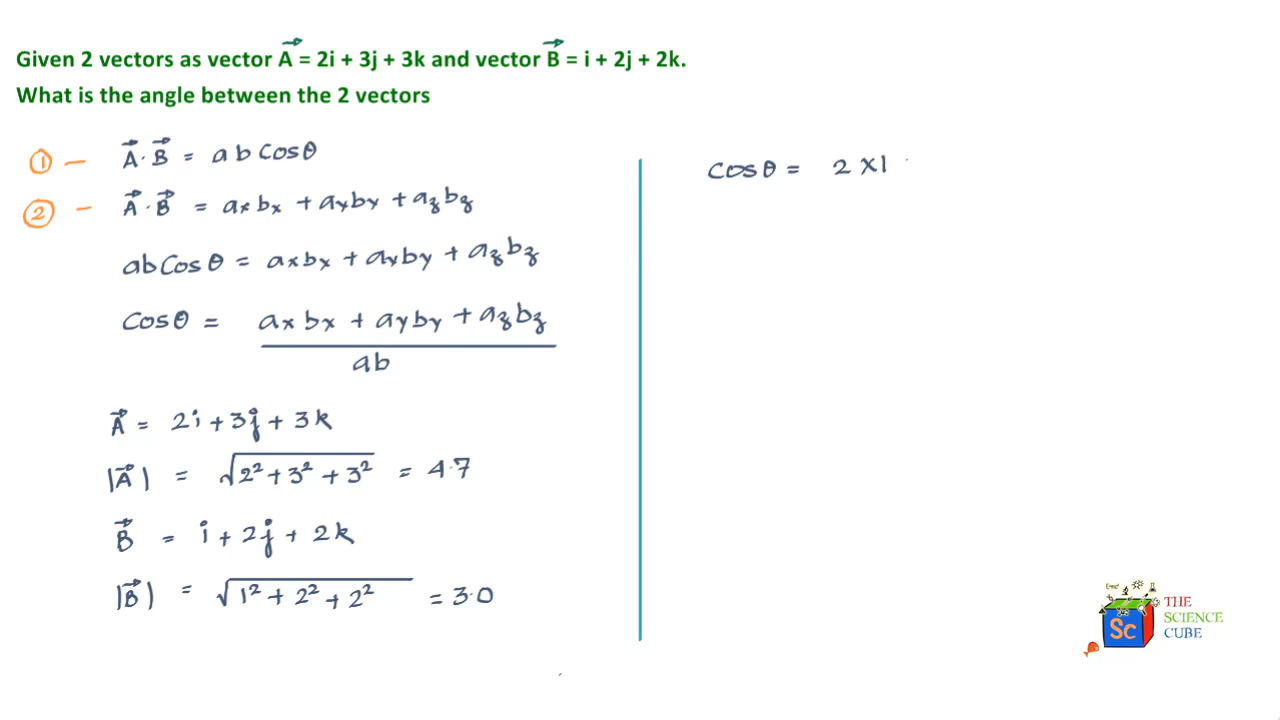 Given 2 vectors as vector A⃗ = 2i + 3j + 3k and vector B⃗ = i + 2j + 2k.
What is the angle between the 2 vectors
① — A⃗ · B⃗ = ab Cosθ
② — A⃗ · B⃗ = axbx + ayby + azbz
abCosθ = axbx + ayby + azbz
Cosθ = axbx + ayby + azbz
ab
A⃗ = 2i + 3j + 3k
|A⃗| = √2² + 3² + 3² = 4.7
B⃗ = i + 2j + 2k
|B⃗| = √1² + 2² + 2² = 3.0
Cosθ = 2 × 1
Sc
THE
SCIENCE
CUBE